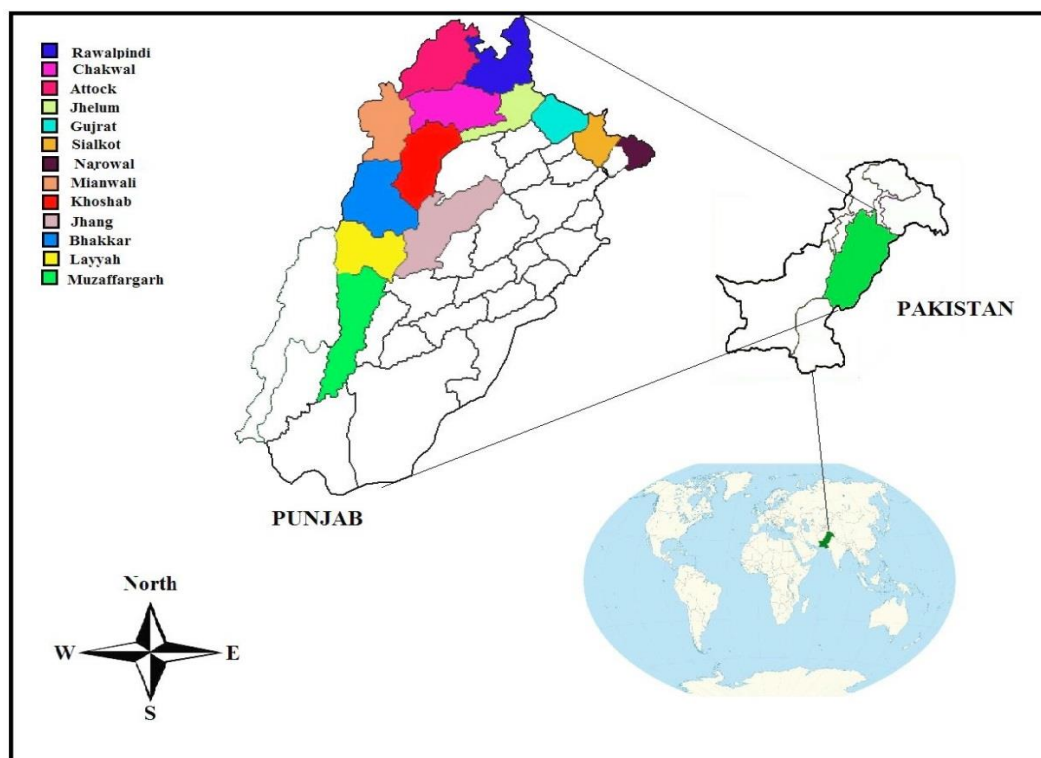 Rawalpindi
Chakwal
Attock
Jhelum
Gujrat
Sialkot
Narowal
Mianwali
Khoshab
Jhang
Bhakkar
Layyah
Muzaffargarh
PAKISTAN
PUNJAB
North
W E
S